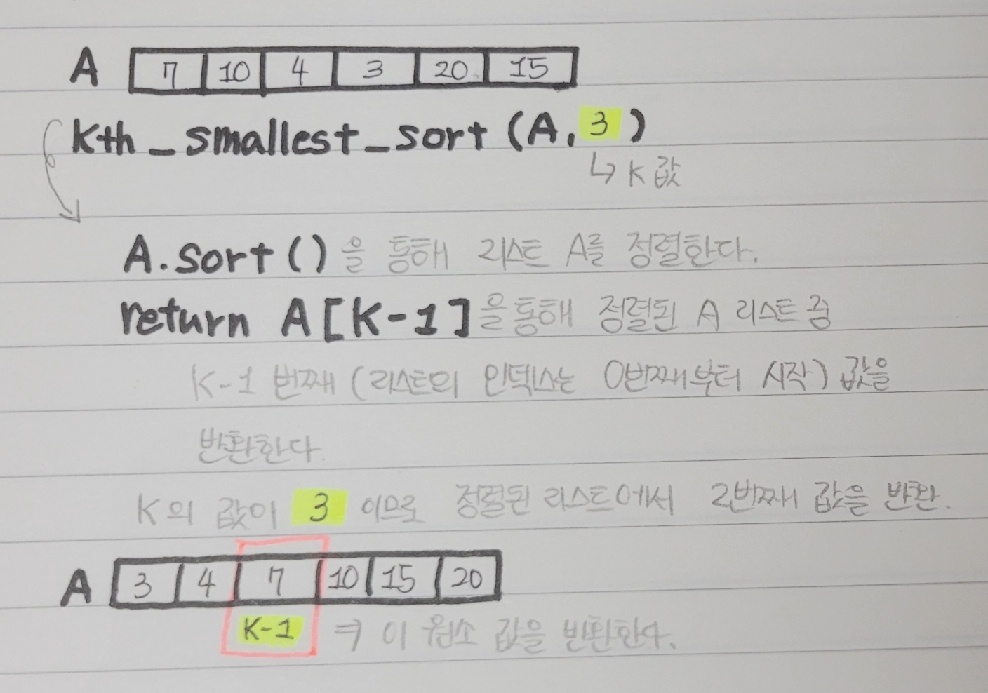 A 7 10 4 3 20 15
Kth_smallest_sort (A, 3)
↳ K 값
A.sort()을 통해 리스트 A를 정렬한다.
return A[K-1]을 통해 정렬된 A 리스트 중
K-1 번째 (리스트의 인덱스는 0번째부터 시작) 값을
반환한다.
K의 값이 3 이므로 정렬된 리스트에서 2번째 값을 반환.
A 3 4 7 10 15 20
K-1 ⇒ 이 원소 값을 반환한다.